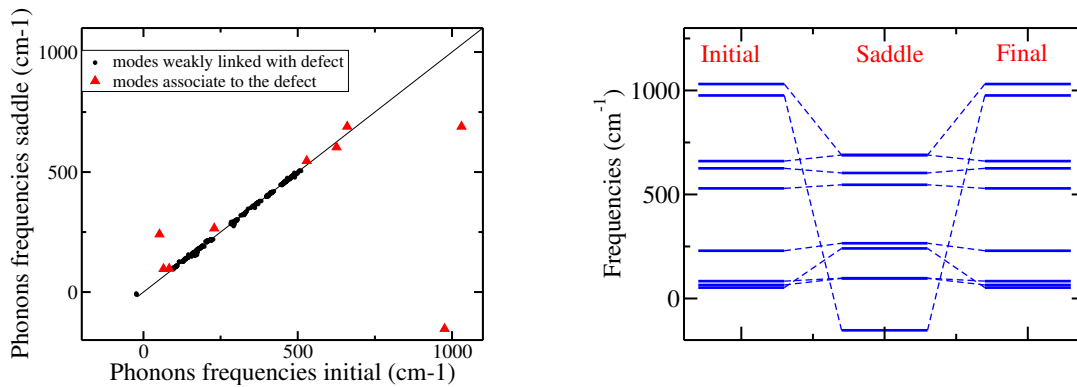 1000
500
0
Phonons frequencies saddle (cm-1)
modes weakly linked with defect
modes associate to the defect
0 500 1000
Phonons frequencies initial (cm-1)
Initial Saddle Final
1000
500
0
Frequencies (cm⁻¹)